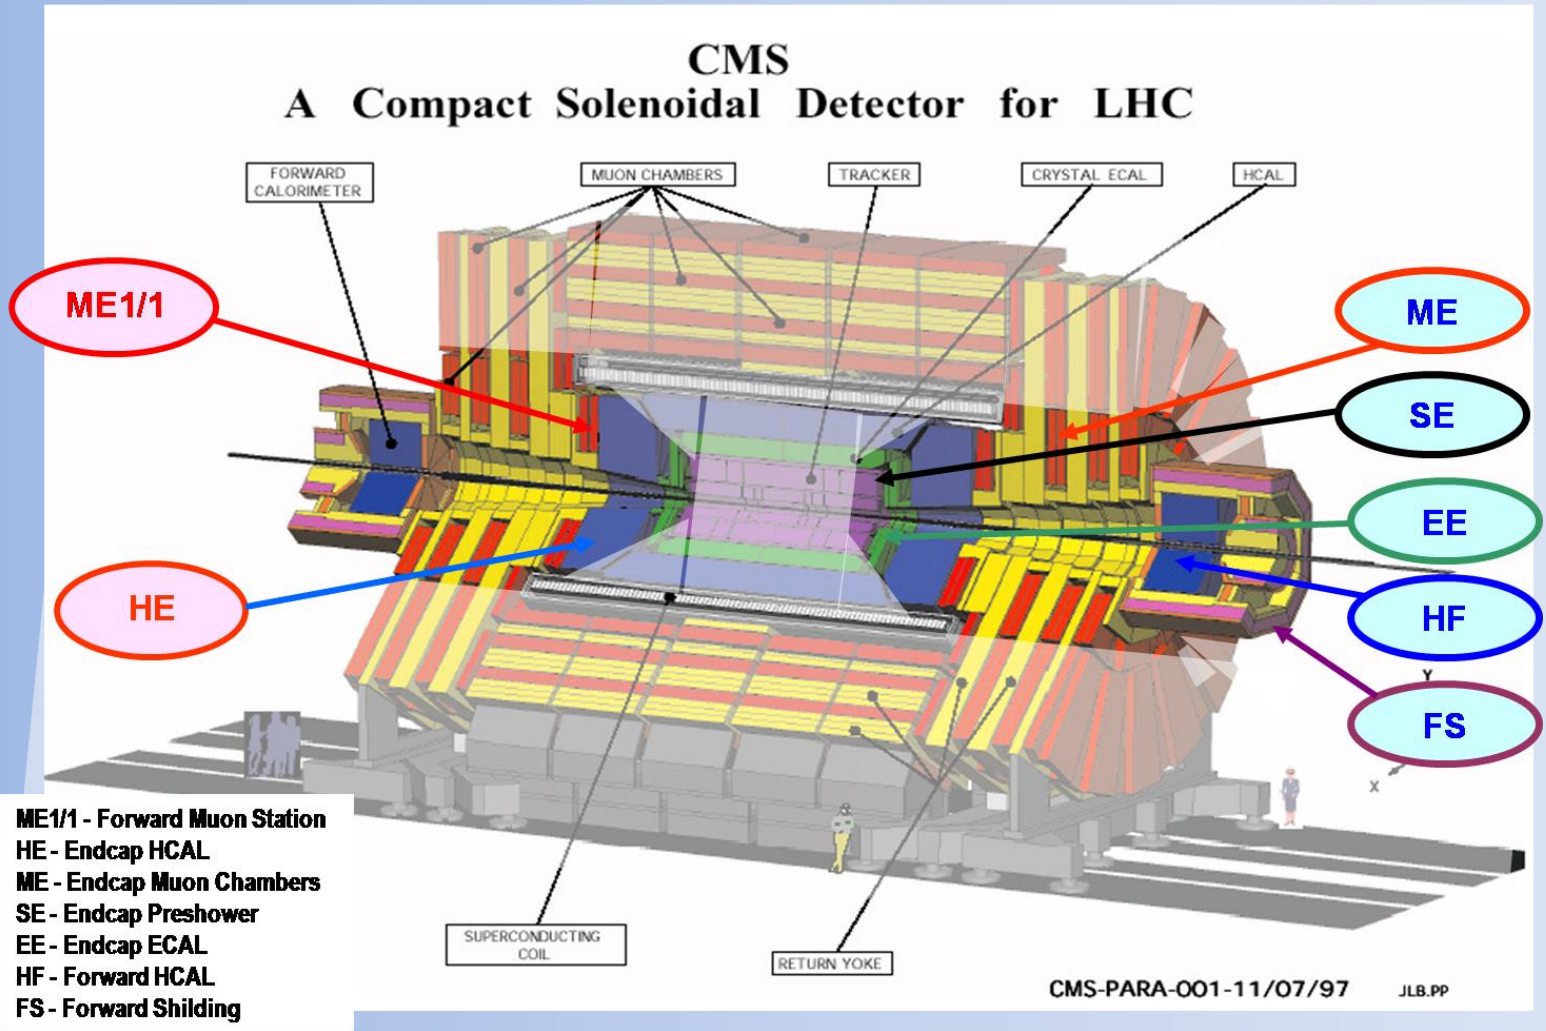 CMS
A Compact Solenoidal Detector for LHC
FORWARD
CALORIMETER
MUON CHAMBERS
TRACKER
CRYSTAL ECAL
HCAL
ME1/1
ME
SE
EE
HE
HF
FS
Y
X
ME1/1 - Forward Muon Station
HE - Endcap HCAL
ME - Endcap Muon Chambers
SE - Endcap Preshower
EE - Endcap ECAL
HF - Forward HCAL
FS - Forward Shilding
SUPERCONDUCTING
COIL
RETURN YOKE
CMS-PARA-001-11/07/97
JLB.PP